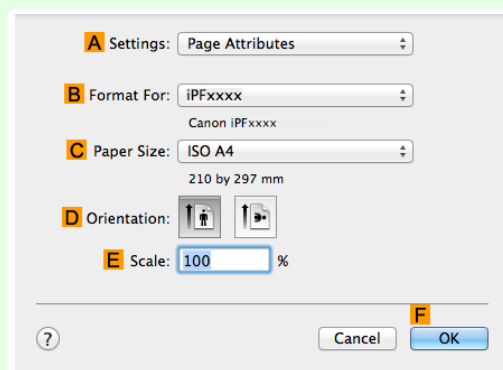 A Settings: Page Attributes
B Format For: iPFxxxx
Canon iPFxxxx
C Paper Size: ISO A4
210 by 297 mm
D Orientation:
E Scale: 100 %
F
? Cancel OK